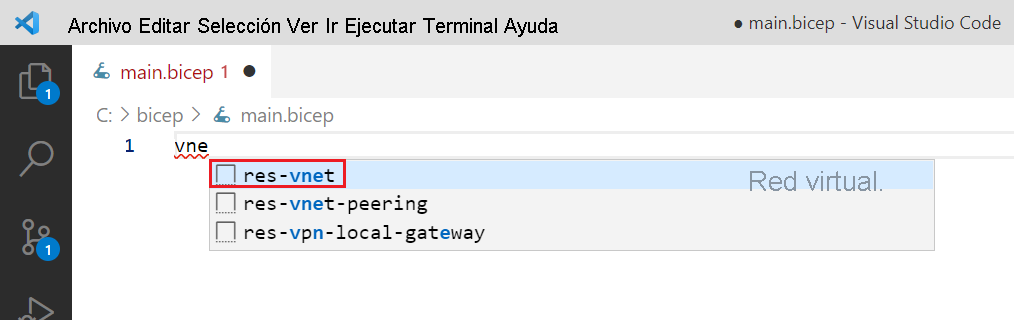 Archivo Editar Selección Ver Ir Ejecutar Terminal Ayuda
● main.bicep - Visual Studio Code
main.bicep 1 ●
1
C: > bicep > main.bicep
1 vne
res-vnet Red virtual.
res-vnet-peering
res-vpn-local-gateway
1